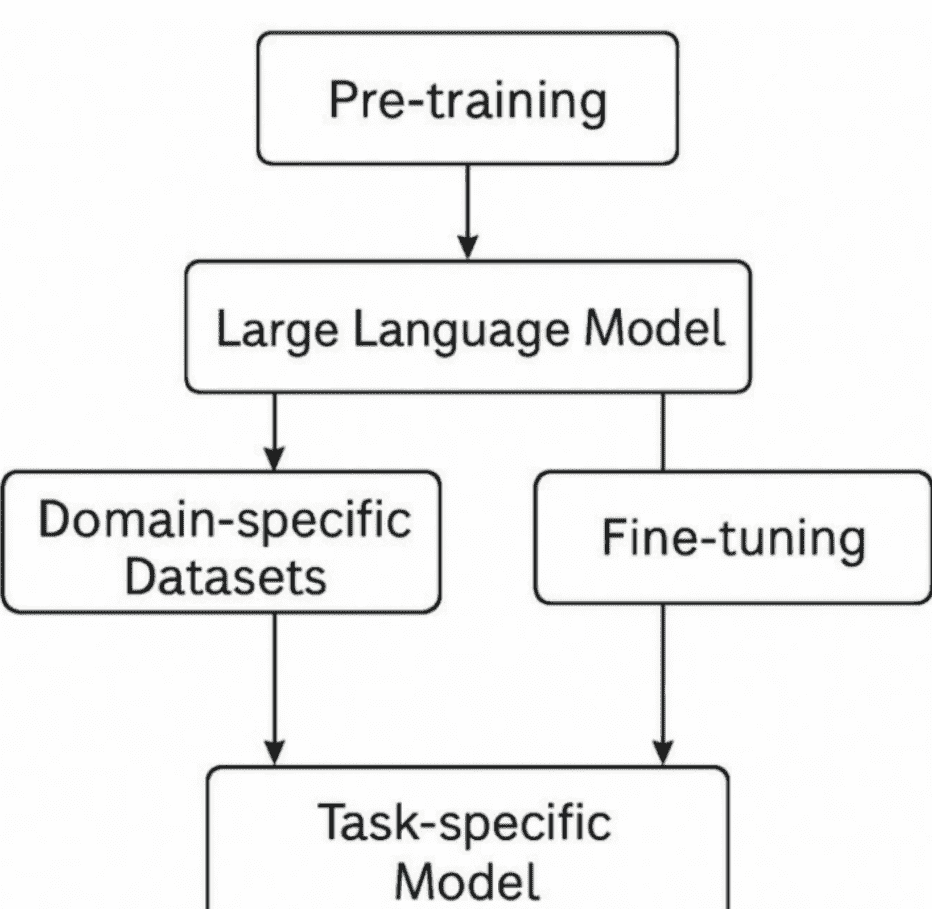 Pre-training
Large Language Model
Domain-specific
Datasets
Fine-tuning
Task-specific
Model